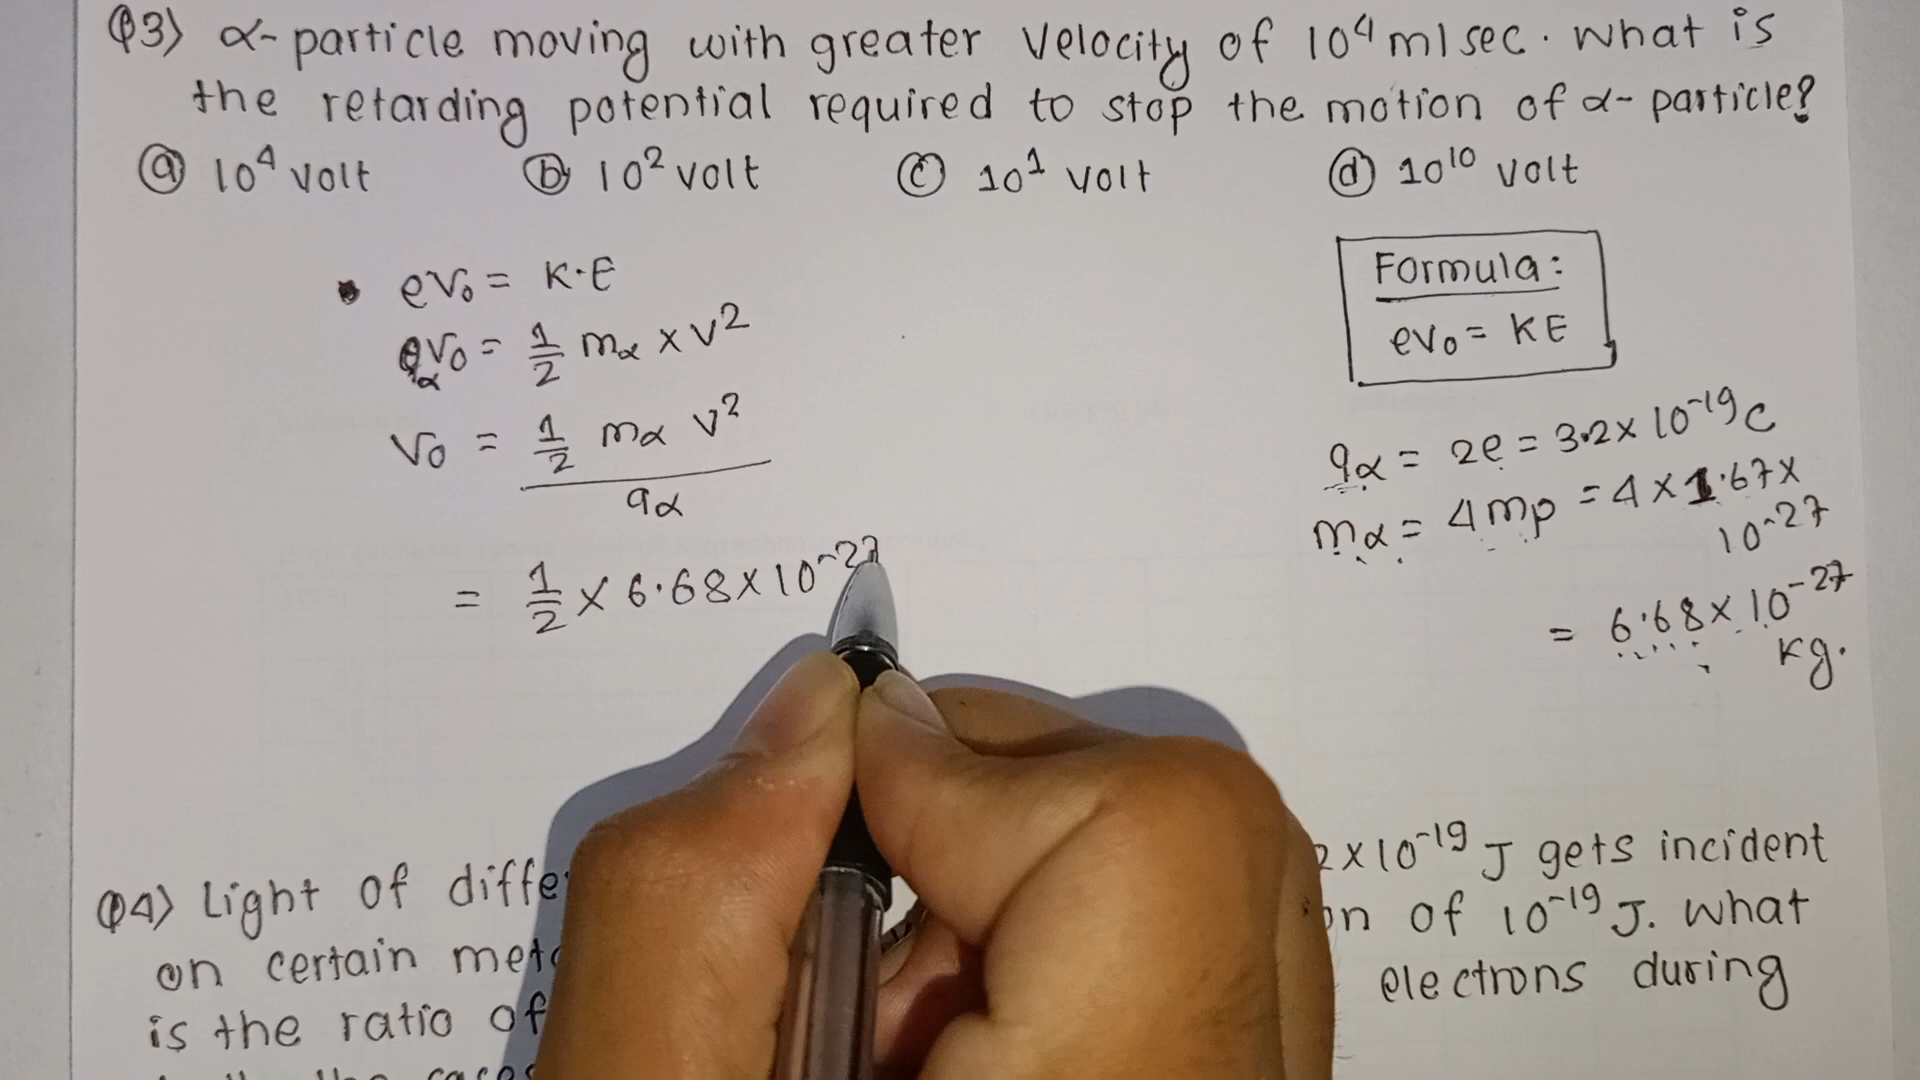 Q3) α-particle moving with greater velocity of 10⁴ m/sec. What is
the retarding potential required to stop the motion of α-particle?
ⓐ 10⁴ volt ⓑ 10² volt ⓒ 10¹ volt ⓓ 10¹⁰ volt
eV₀ = K.E
qαV₀ = 1/2 mα × V²
V₀ = 1/2 mα V² / qα
= 1/2 × 6.68 × 10⁻²⁷
Formula:
eV₀ = KE
qα = 2e = 3.2 × 10⁻¹⁹ C
mα = 4mp = 4 × 1.67 ×
10⁻²⁷
= 6.68 × 10⁻²⁷
Kg.
Q4) Light of 2×10⁻¹⁹ J gets incident
on certain of 10⁻¹⁹ J. What
is the ratio of electrons during